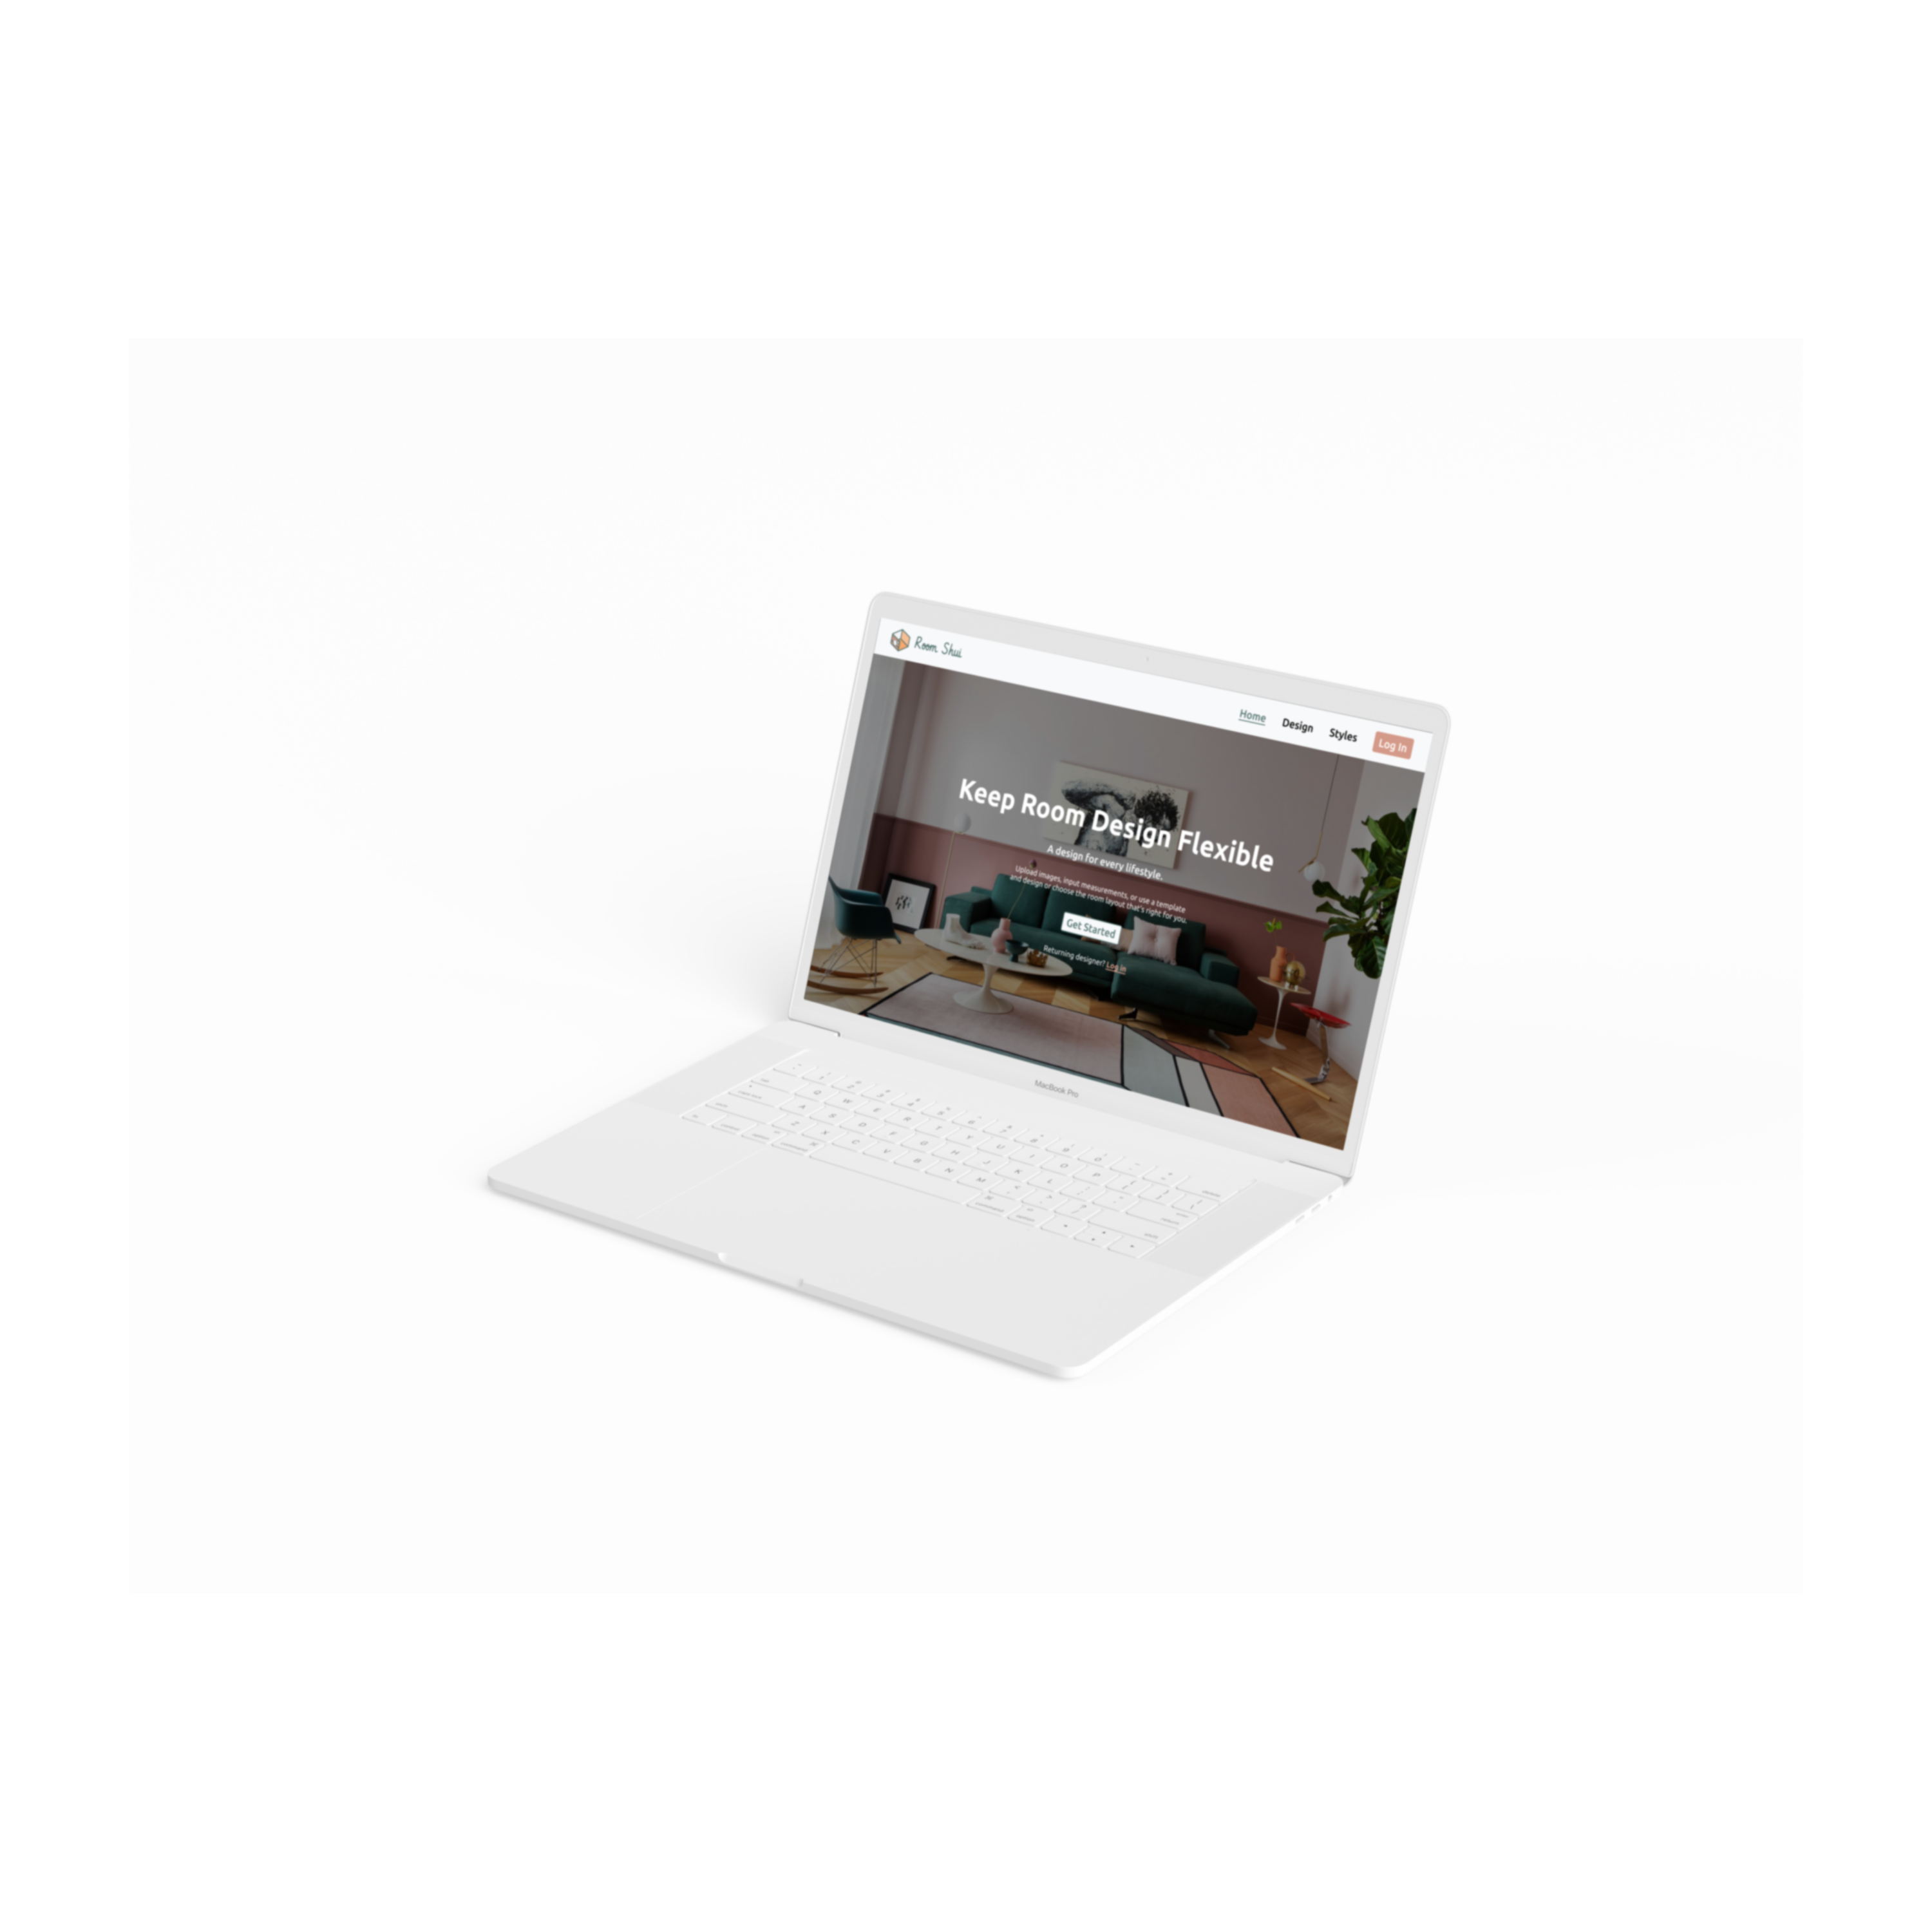 Room Shui
Home Design Styles Log In
Keep Room Design Flexible
A design for every lifestyle.
Upload images, input measurements, or use a template
and design or choose the room layout that's right for you.
Get Started
Returning designer? Log In
MacBook Pro